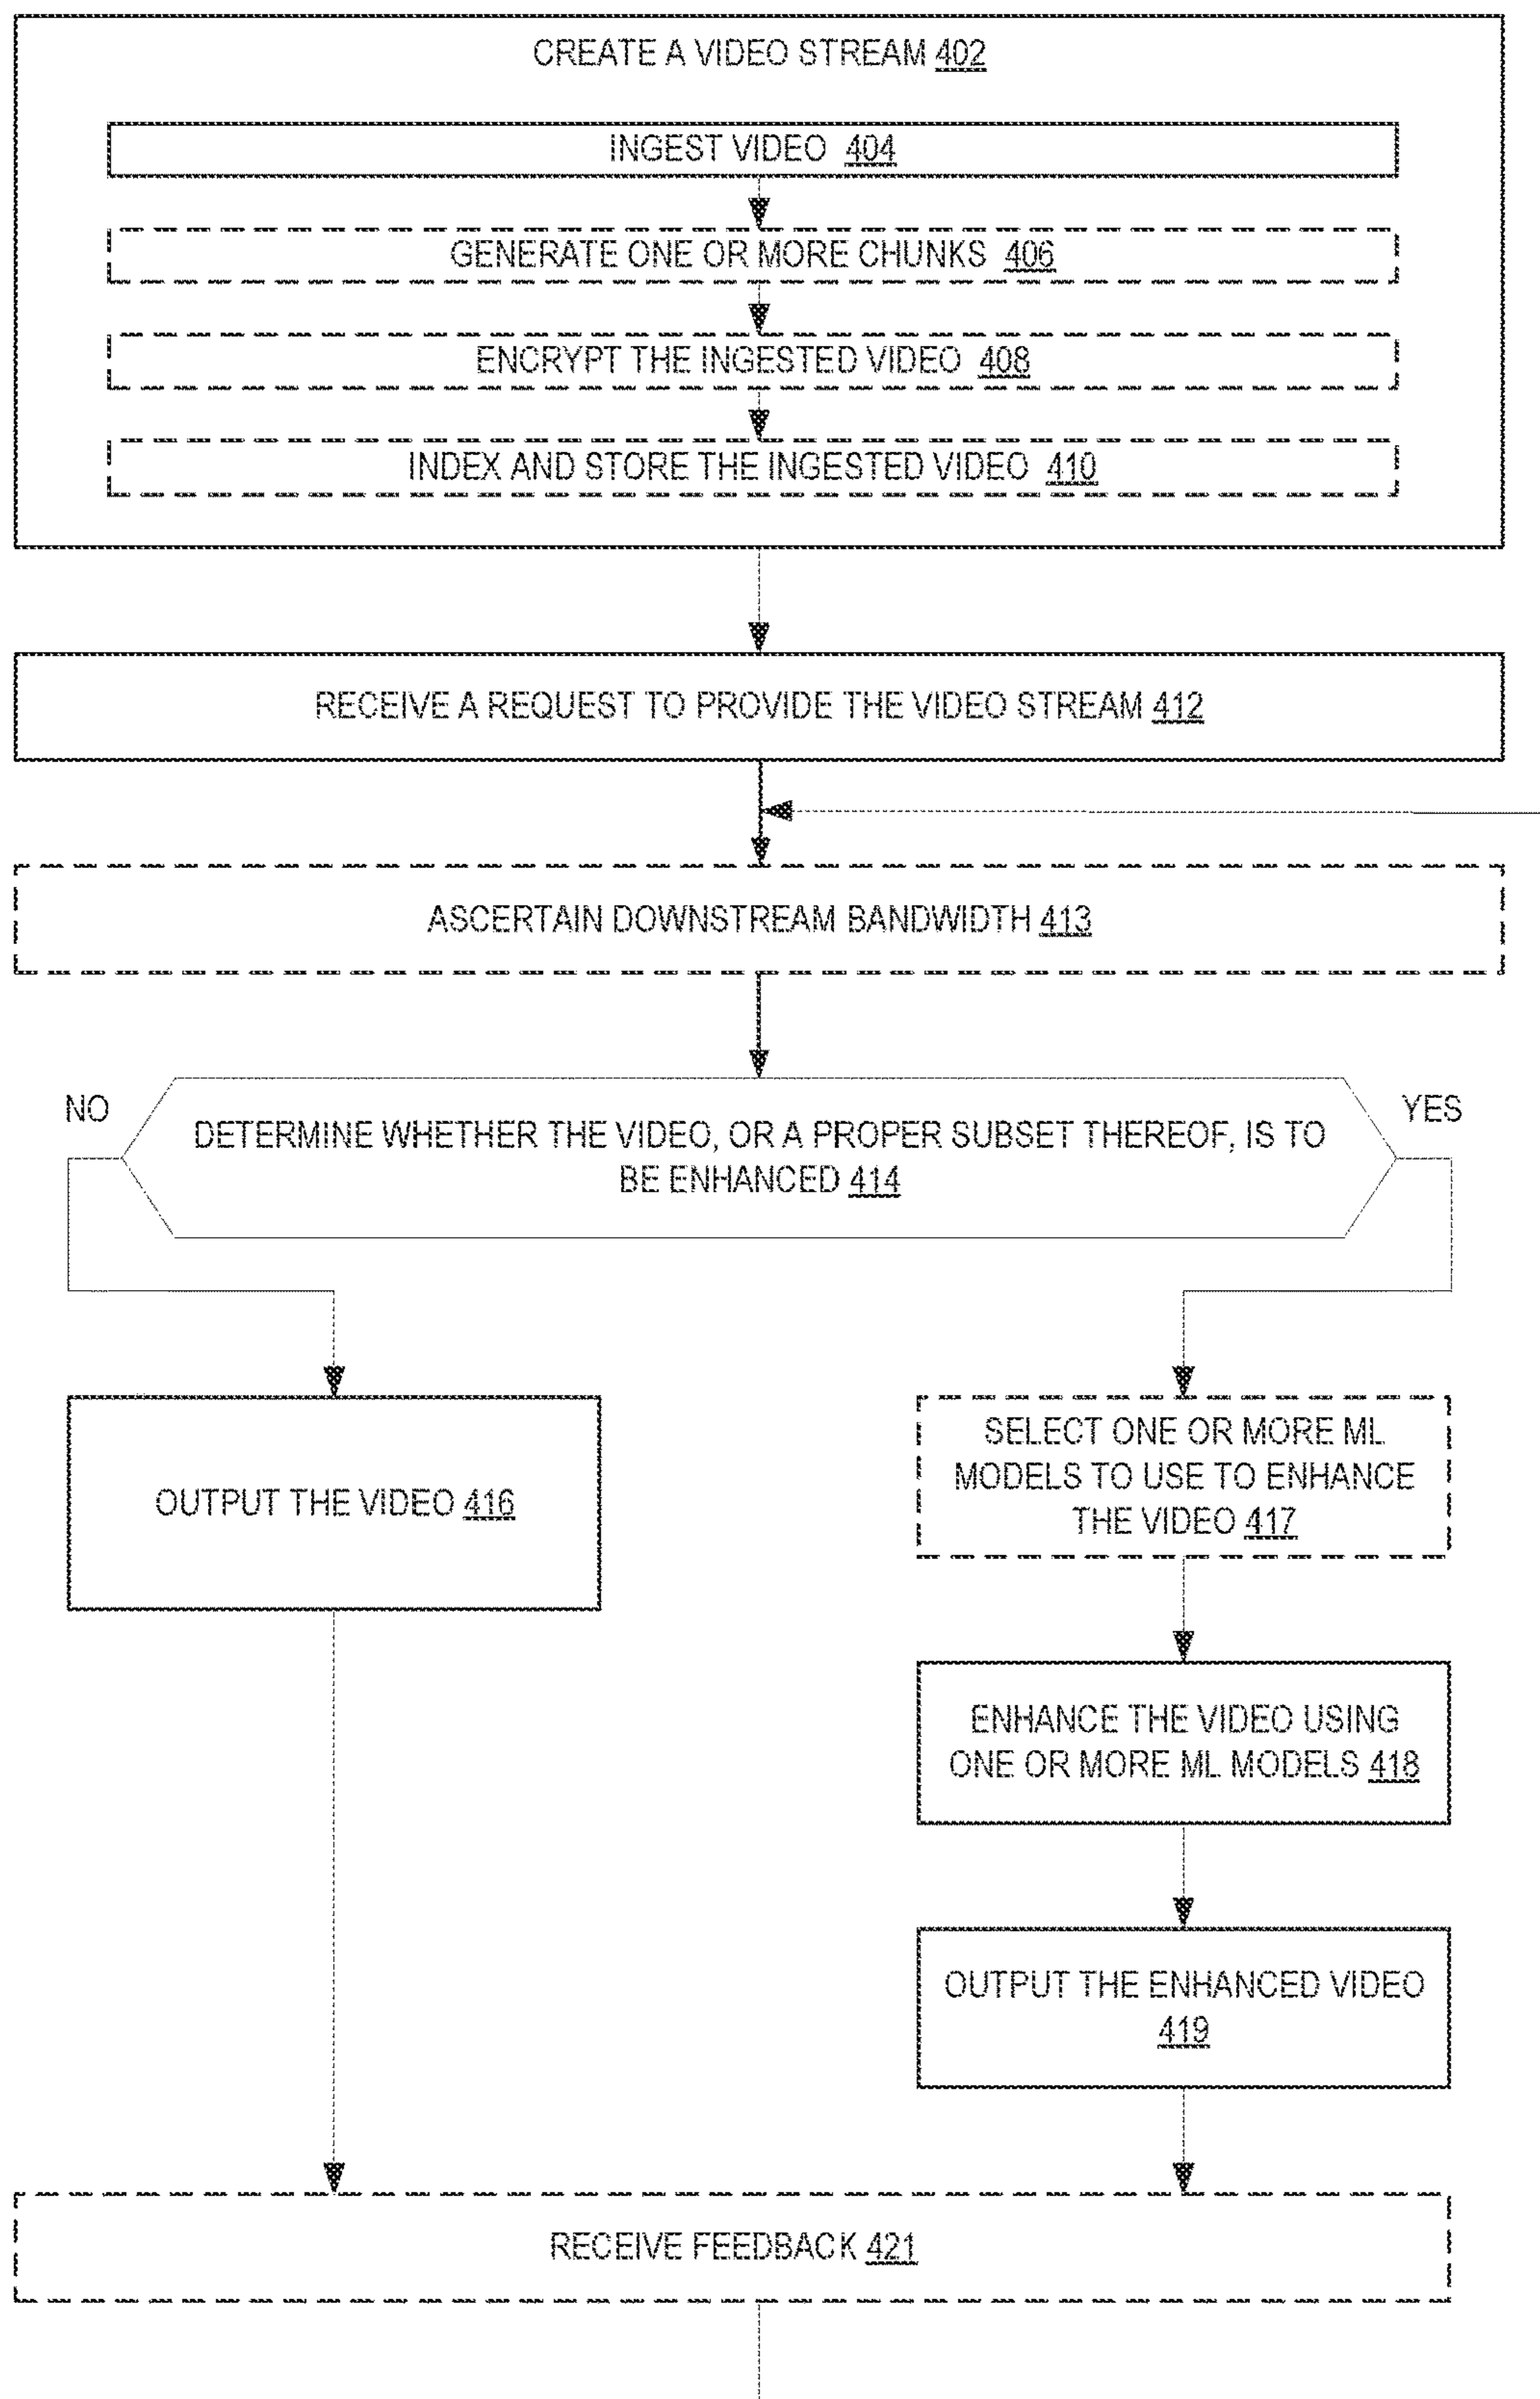 CREATE A VIDEO STREAM 402
INGEST VIDEO 404
GENERATE ONE OR MORE CHUNKS 406
ENCRYPT THE INGESTED VIDEO 408
INDEX AND STORE THE INGESTED VIDEO 410
RECEIVE A REQUEST TO PROVIDE THE VIDEO STREAM 412
ASCERTAIN DOWNSTREAM BANDWIDTH 413
NO
YES
DETERMINE WHETHER THE VIDEO, OR A PROPER SUBSET THEREOF, IS TO
BE ENHANCED 414
OUTPUT THE VIDEO 416
SELECT ONE OR MORE ML
MODELS TO USE TO ENHANCE
THE VIDEO 417
ENHANCE THE VIDEO USING
ONE OR MORE ML MODELS 418
OUTPUT THE ENHANCED VIDEO
419
RECEIVE FEEDBACK 421